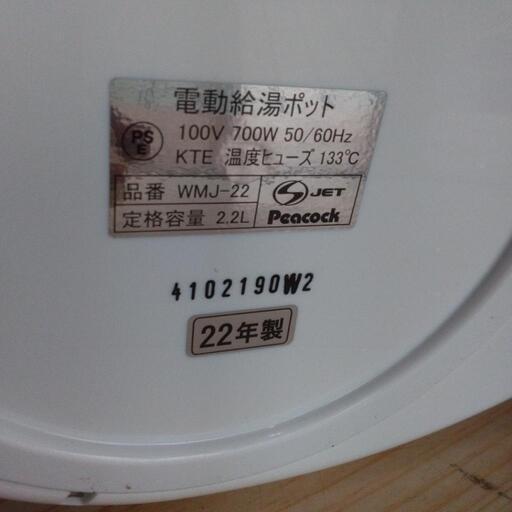 電動給湯ポット
PS
E
100V 700W 50/60Hz
KTE 温度ヒューズ 133℃
品番 WMJ-22
定格容量 2.2L
JET
Peacock
4102190W2
22年製